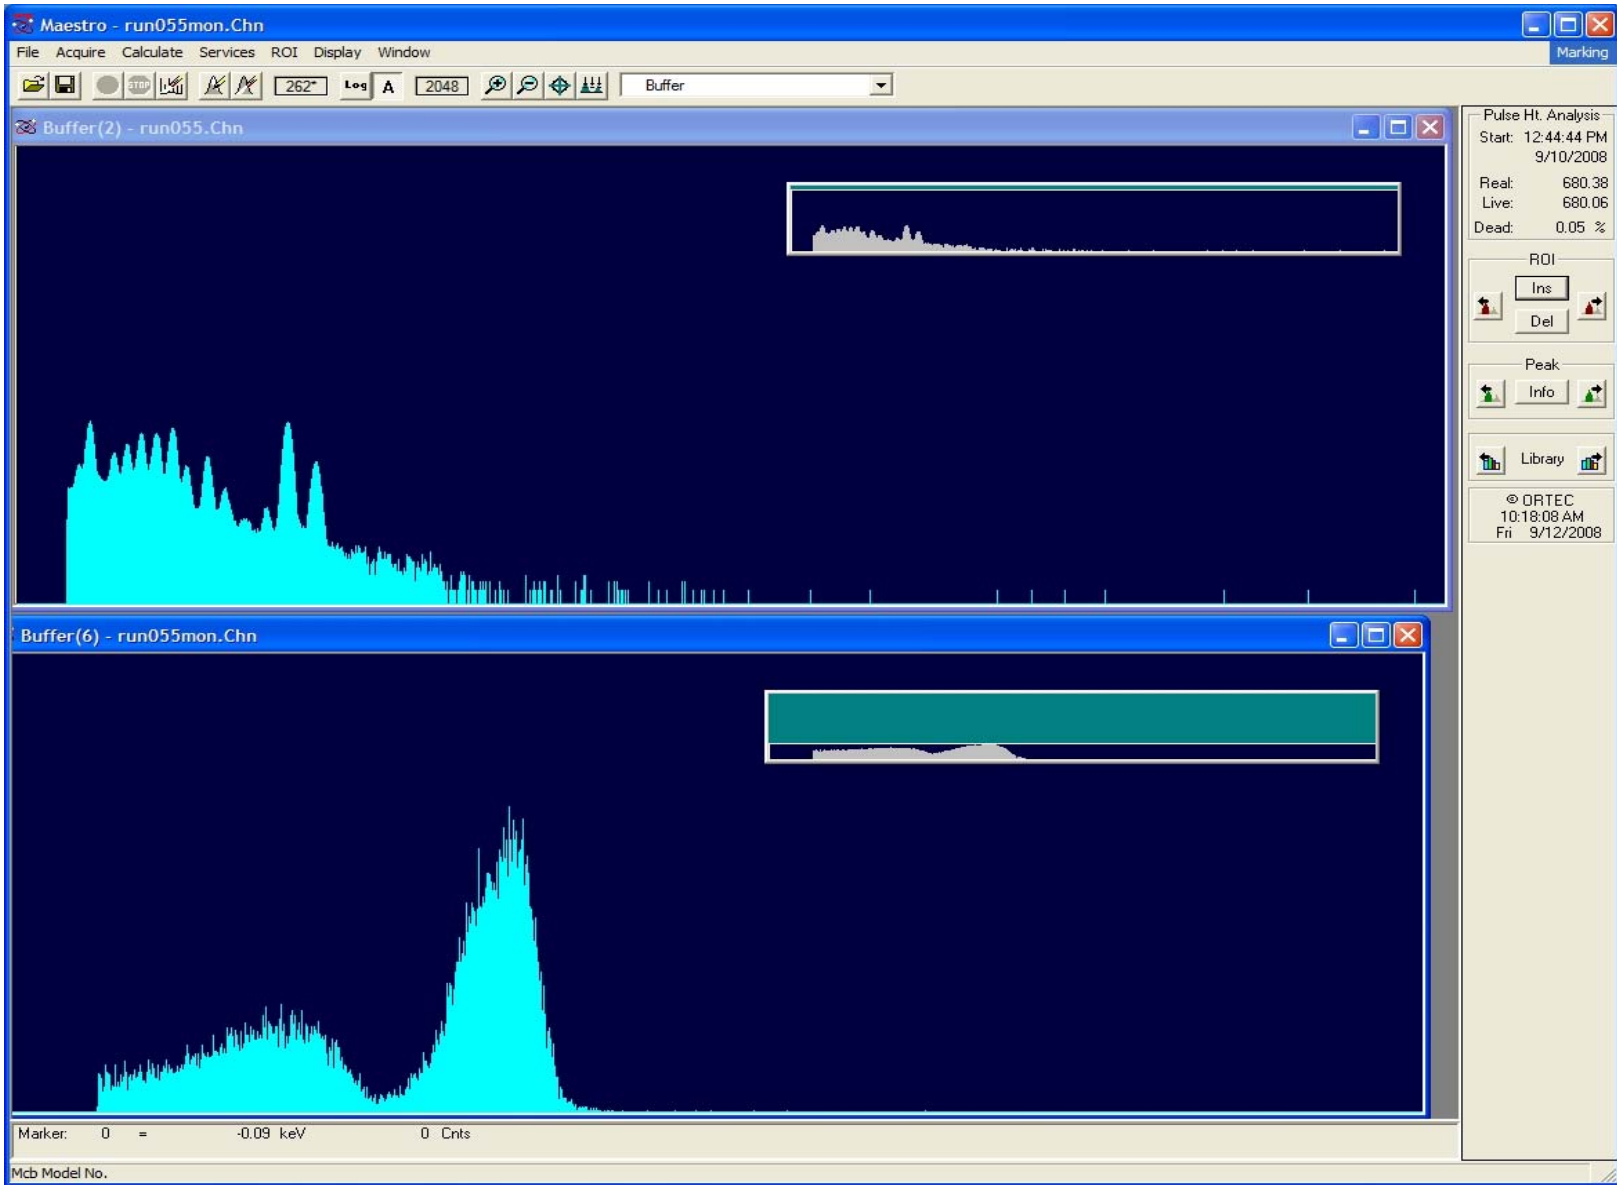 Maestro - run055mon.Chn
File Acquire Calculate Services ROI Display Window
Marking
STOP 262* Log A 2048 Buffer
Buffer(2) - run055.Chn
Pulse Ht. Analysis
Start: 12:44:44 PM
9/10/2008
Real: 680.38
Live: 680.06
Dead: 0.05 %
ROI
Ins
Del
Peak
Info
Library
© ORTEC
10:18:08 AM
Fri 9/12/2008
Buffer(6) - run055mon.Chn
Marker: 0 = -0.09 keV 0 Cnts
Mcb Model No.